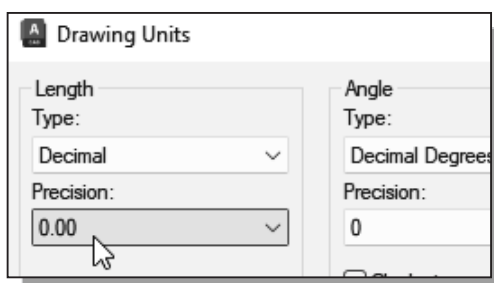 Drawing Units
Length
Type:
Decimal
Precision:
0.00
Angle
Type:
Decimal Degrees
Precision:
0